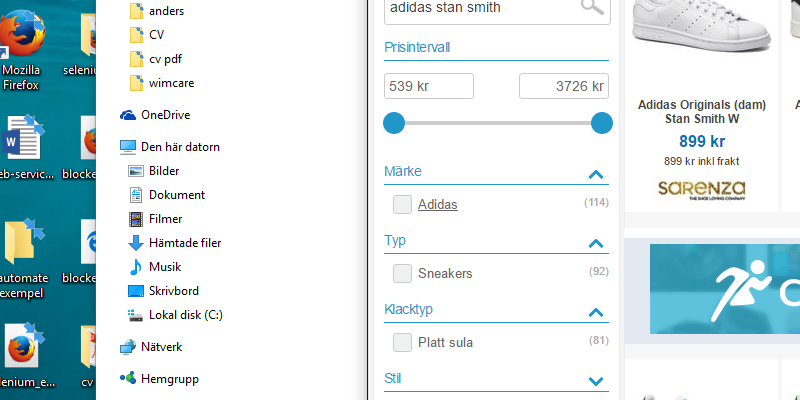 Mozilla
Firefox
seleniu
eb-servic...
blocke
automate
exempel
blocke
elenium_e...
cv
anders
CV
cv pdf
wimcare
OneDrive
Den här datorn
Bilder
Dokument
Filmer
Hämtade filer
Musik
Skrivbord
Lokal disk (C:)
Nätverk
Hemgrupp
adidas stan smith
Prisintervall
539 kr
3726 kr
Märke
Adidas
(114)
Typ
Sneakers
(92)
Klacktyp
Platt sula
(81)
Stil
Adidas Originals (dam)
Stan Smith W
899 kr
899 kr inkl frakt
SARENZA
THE SHOE LOVING COMPANY